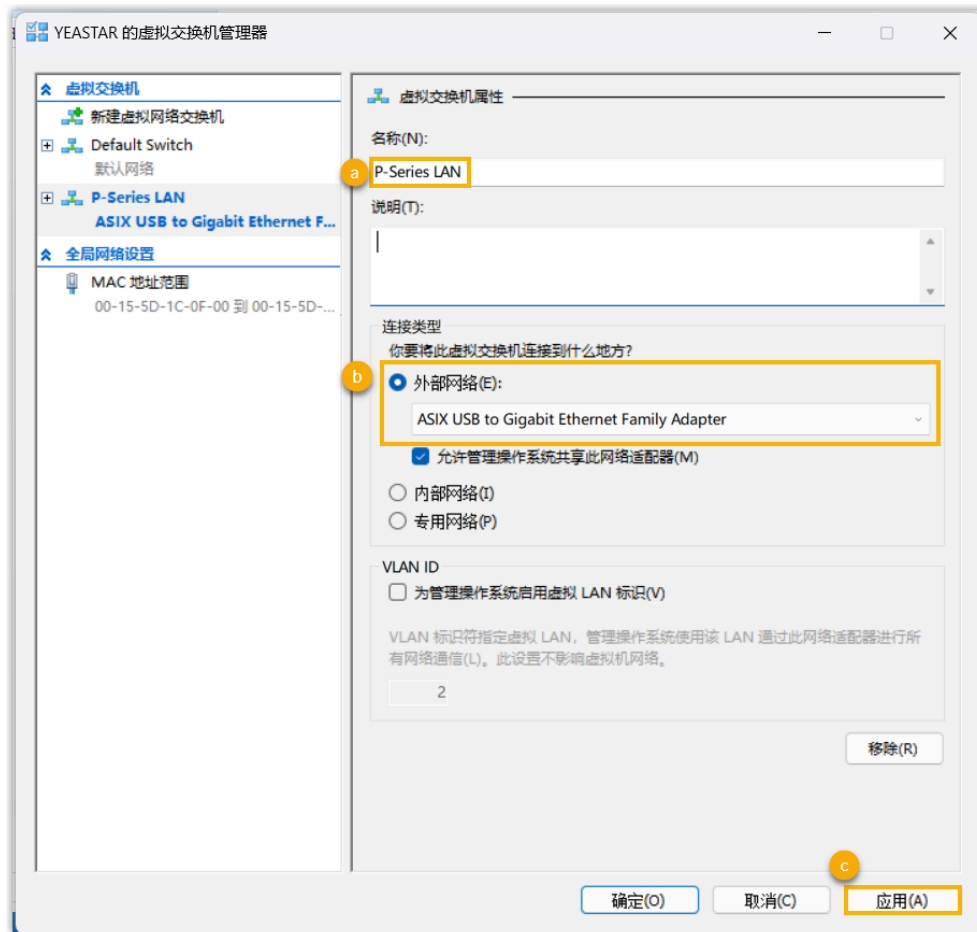 YEASTAR 的虚拟交换机管理器
虚拟交换机
新建虚拟网络交换机
Default Switch
默认网络
P-Series LAN
ASIX USB to Gigabit Ethernet F...
全局网络设置
MAC 地址范围
00-15-5D-1C-0F-00 到 00-15-5D-...
虚拟交换机属性
名称(N):
a
P-Series LAN
说明(T):
连接类型
你要将此虚拟交换机连接到什么地方?
b
外部网络(E):
ASIX USB to Gigabit Ethernet Family Adapter
允许管理操作系统共享此网络适配器(M)
内部网络(I)
专用网络(P)
VLAN ID
为管理操作系统启用虚拟 LAN 标识(V)
VLAN 标识符指定虚拟 LAN，管理操作系统使用该 LAN 通过此网络适配器进行所
有网络通信(L)。此设置不影响虚拟机网络。
2
移除(R)
c
确定(O)
取消(C)
应用(A)